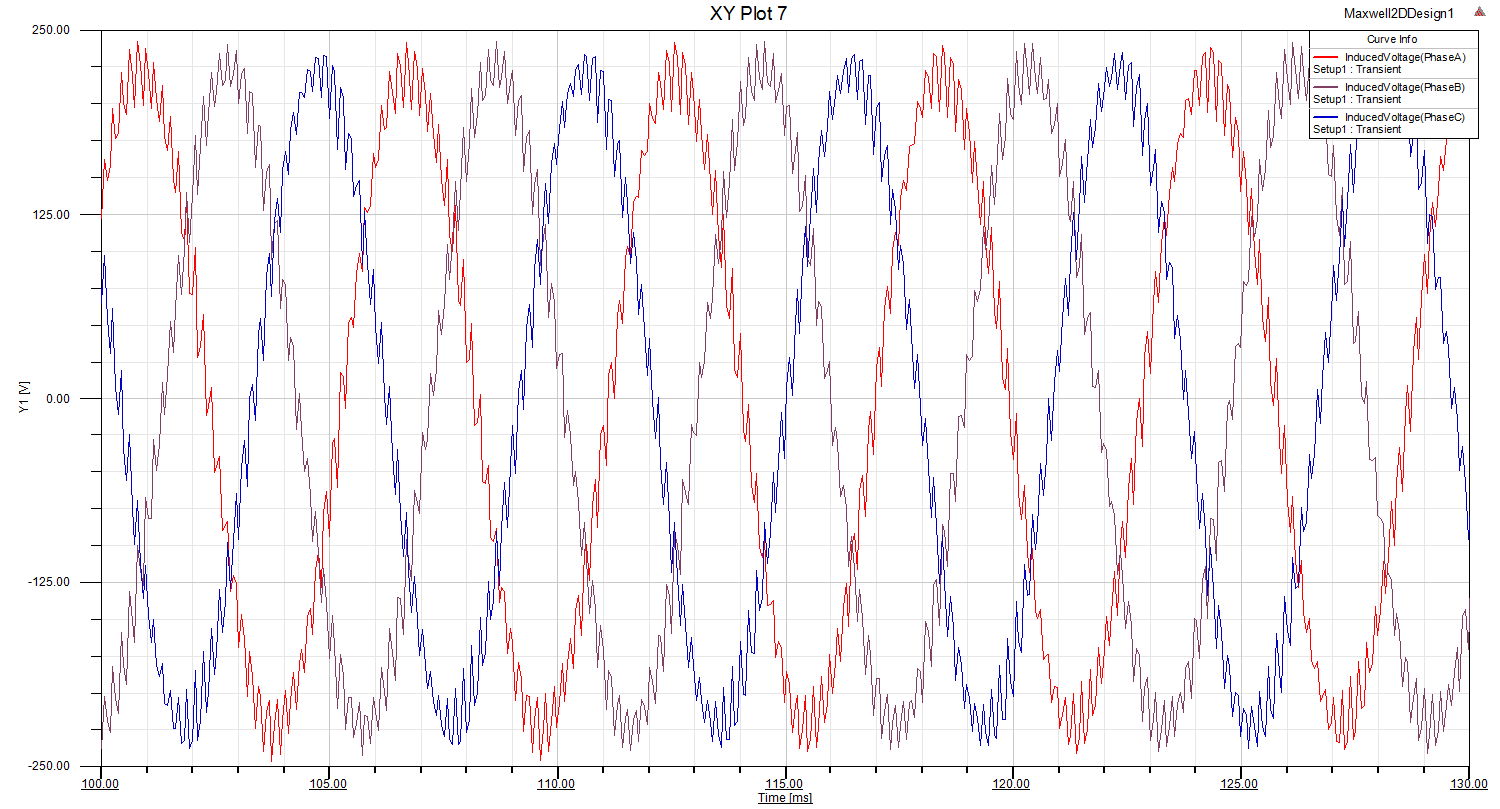 XY Plot 7
Maxwell2DDesign1
250.00
125.00
0.00
-125.00
-250.00
Y1 [V]
Curve Info
InducedVoltage(PhaseA)
Setup1 : Transient
InducedVoltage(PhaseB)
Setup1 : Transient
InducedVoltage(PhaseC)
Setup1 : Transient
100.00 105.00 110.00 115.00 120.00 125.00 130.00
Time [ms]